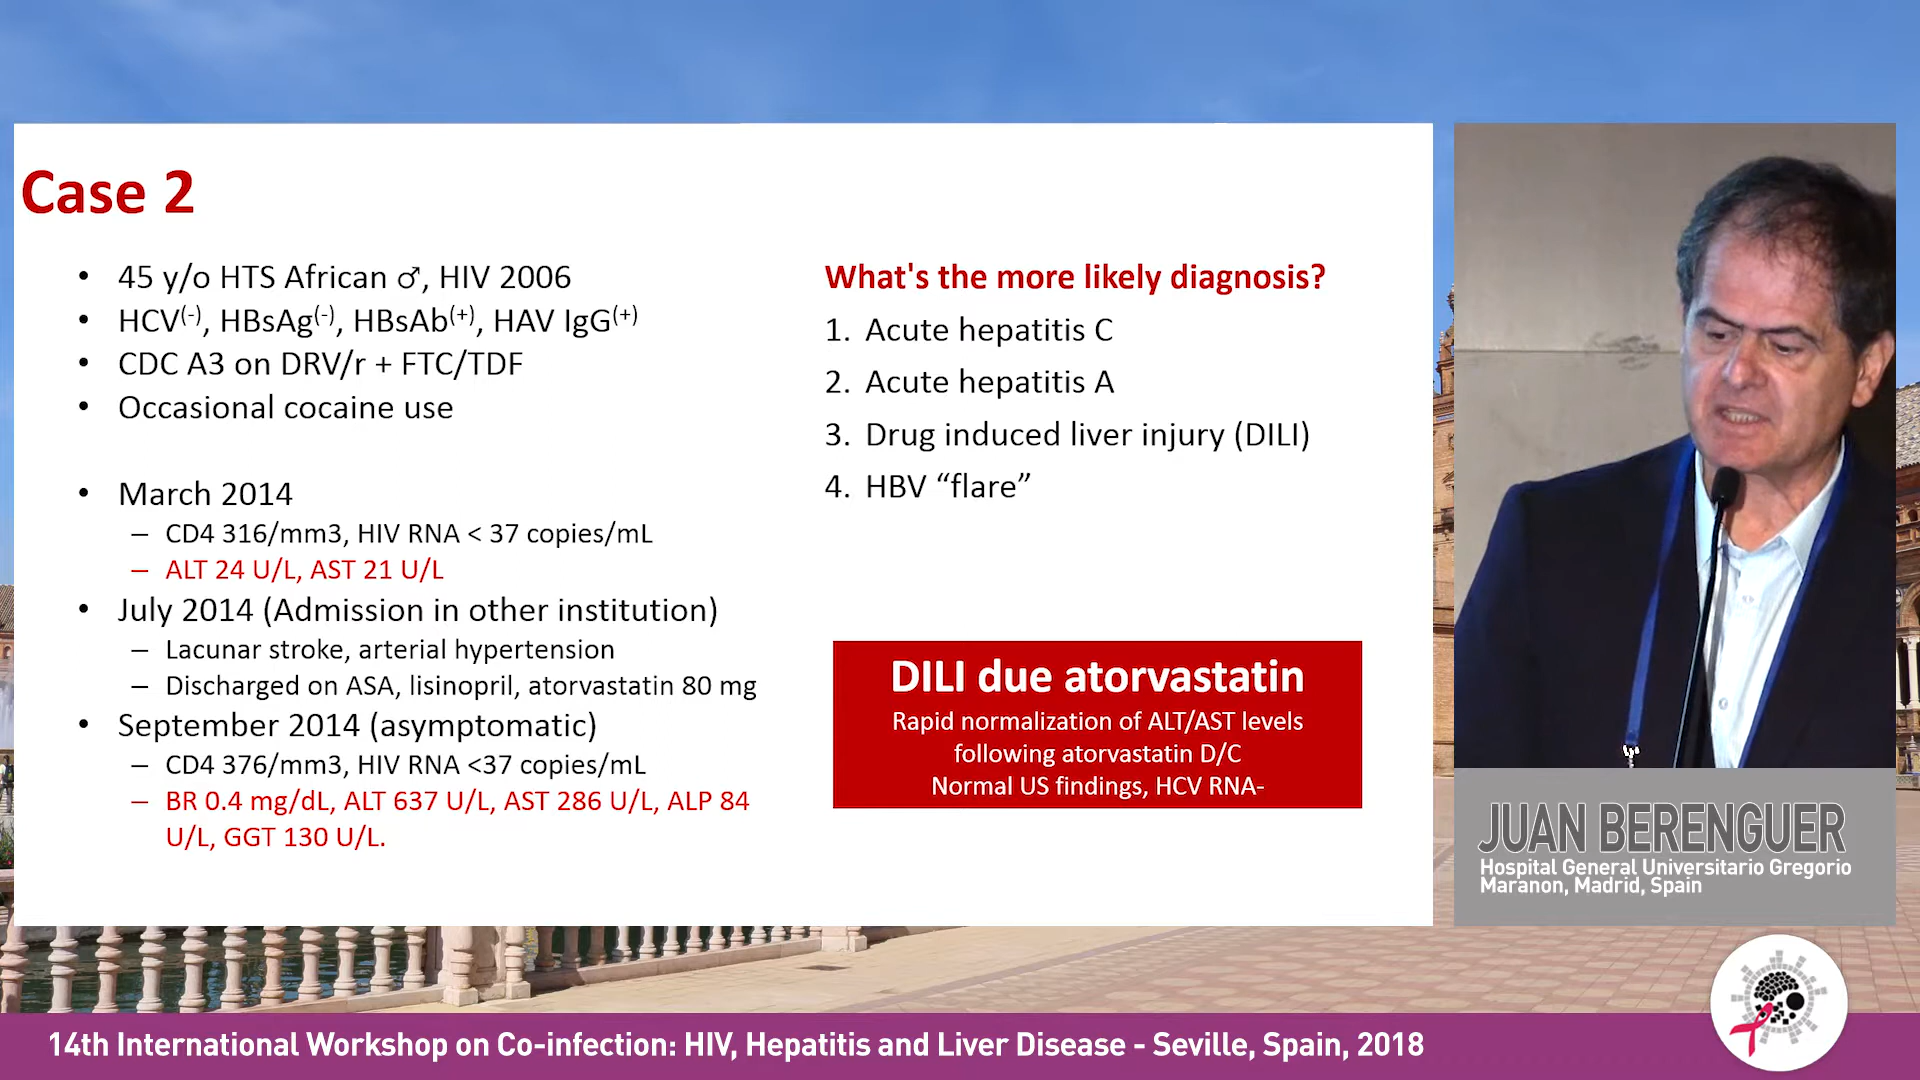 Case 2
• 45 y/o HTS African ♂, HIV 2006
• HCV(-), HBsAg(-), HBsAb(+), HAV IgG(+)
• CDC A3 on DRV/r + FTC/TDF
• Occasional cocaine use
• March 2014
– CD4 316/mm3, HIV RNA < 37 copies/mL
– ALT 24 U/L, AST 21 U/L
• July 2014 (Admission in other institution)
– Lacunar stroke, arterial hypertension
– Discharged on ASA, lisinopril, atorvastatin 80 mg
• September 2014 (asymptomatic)
– CD4 376/mm3, HIV RNA <37 copies/mL
– BR 0.4 mg/dL, ALT 637 U/L, AST 286 U/L, ALP 84
U/L, GGT 130 U/L.
What's the more likely diagnosis?
1. Acute hepatitis C
2. Acute hepatitis A
3. Drug induced liver injury (DILI)
4. HBV “flare”
DILI due atorvastatin
Rapid normalization of ALT/AST levels
following atorvastatin D/C
Normal US findings, HCV RNA-
JUAN BERENGUER
Hospital General Universitario Gregorio
Maranon, Madrid, Spain
14th International Workshop on Co-infection: HIV, Hepatitis and Liver Disease - Seville, Spain, 2018